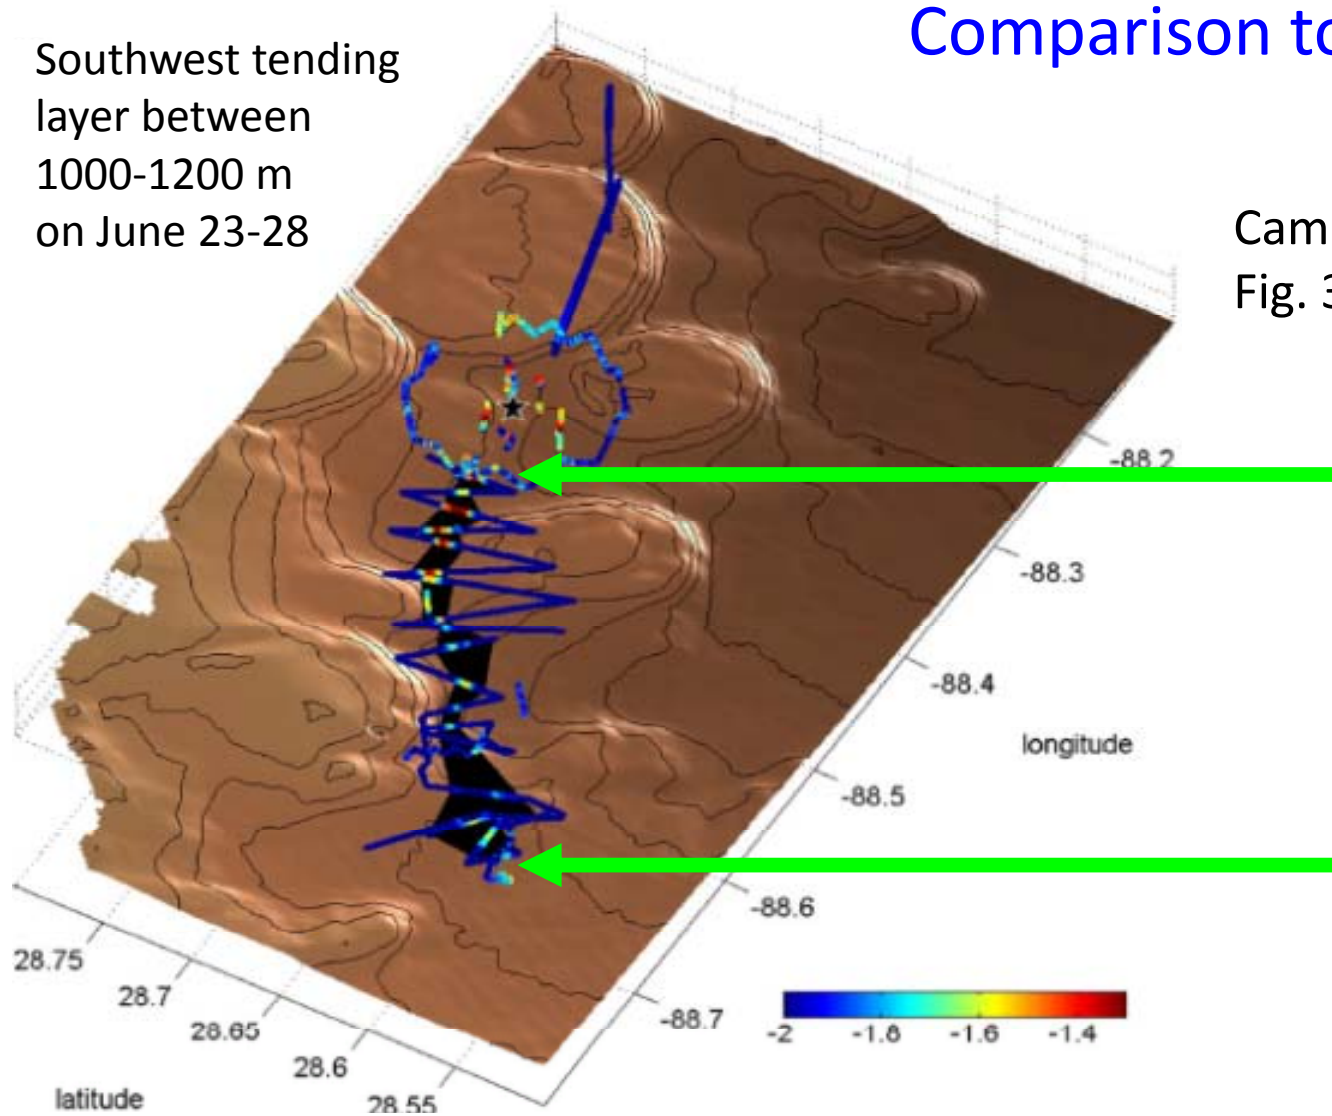 Comparison to
Southwest tending
layer between
1000-1200 m
on June 23-28
Cam
Fig. 3
-88.2
-88.3
-88.4
longitude
-88.5
-88.6
-88.7
28.75
28.7
28.65
28.6
28.55
latitude
-2 -1.8 -1.6 -1.4